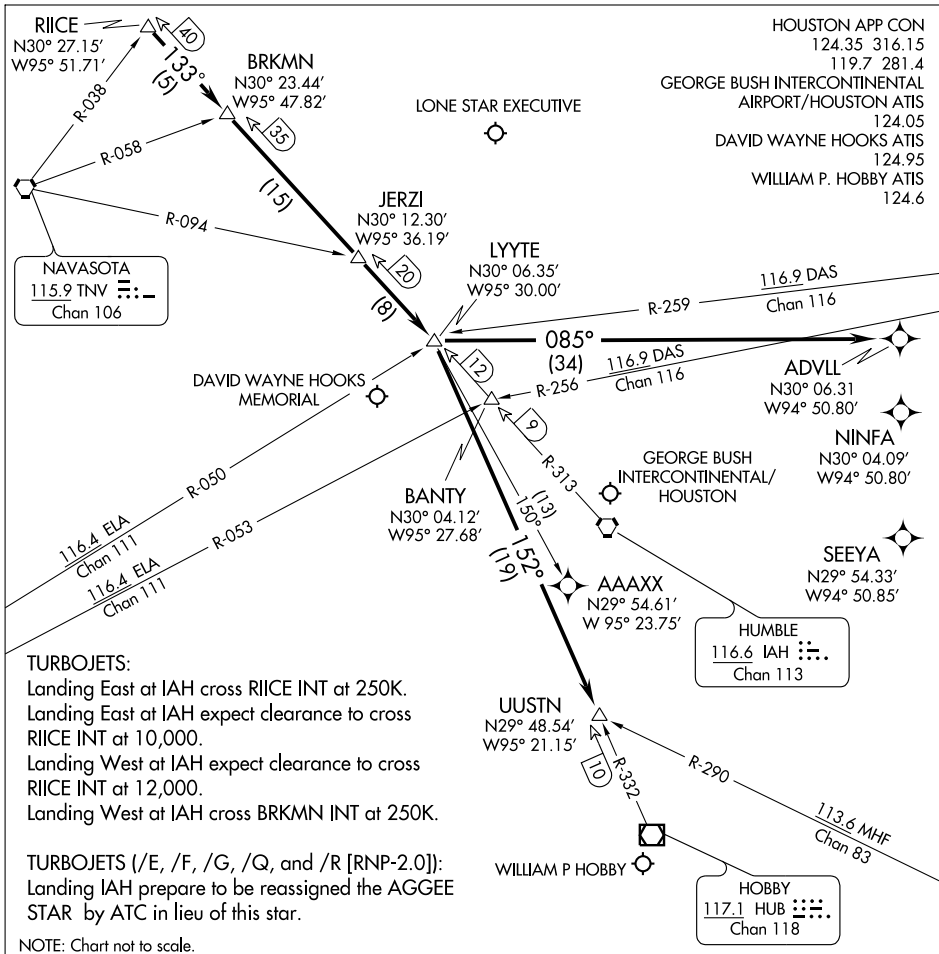 RIICE
N30° 27.15'
W95° 51.71'
40
133°
(5)
BRKMN
N30° 23.44'
W95° 47.82'
35
HOUSTON APP CON
124.35 316.15
119.7 281.4
GEORGE BUSH INTERCONTINENTAL
AIRPORT/HOUSTON ATIS
124.05
DAVID WAYNE HOOKS ATIS
124.95
WILLIAM P. HOBBY ATIS
124.6
LONE STAR EXECUTIVE
R-038
R-058
R-094
(15)
NAVASOTA
115.9 TNV
Chan 106
JERZI
N30° 12.30'
W95° 36.19'
20
(8)
LYYTE
N30° 06.35'
W95° 30.00'
116.9 DAS
Chan 116
R-259
085°
(34)
116.9 DAS
Chan 116
R-256
12
9
ADVLL
N30° 06.31
W94° 50.80'
DAVID WAYNE HOOKS
MEMORIAL
NINFA
N30° 04.09'
W94° 50.80'
GEORGE BUSH
INTERCONTINENTAL/
HOUSTON
R-313
BANTY
N30° 04.12'
W95° 27.68'
R-050
R-053
116.4 ELA
Chan 111
116.4 ELA
Chan 111
(13)
150°
152°
(19)
AAAXX
N29° 54.61'
W 95° 23.75'
SEEYA
N29° 54.33'
W94° 50.85'
HUMBLE
116.6 IAH
Chan 113
TURBOJETS:
Landing East at IAH cross RIICE INT at 250K.
Landing East at IAH expect clearance to cross
RIICE INT at 10,000.
Landing West at IAH expect clearance to cross
RIICE INT at 12,000.
Landing West at IAH cross BRKMN INT at 250K.
UUSTN
N29° 48.54'
W95° 21.15'
10
R-332
R-290
113.6 MHF
Chan 83
TURBOJETS (/E, /F, /G, /Q, and /R [RNP-2.0]):
Landing IAH prepare to be reassigned the AGGEE
STAR by ATC in lieu of this star.
WILLIAM P HOBBY
HOBBY
117.1 HUB
Chan 118
NOTE: Chart not to scale.